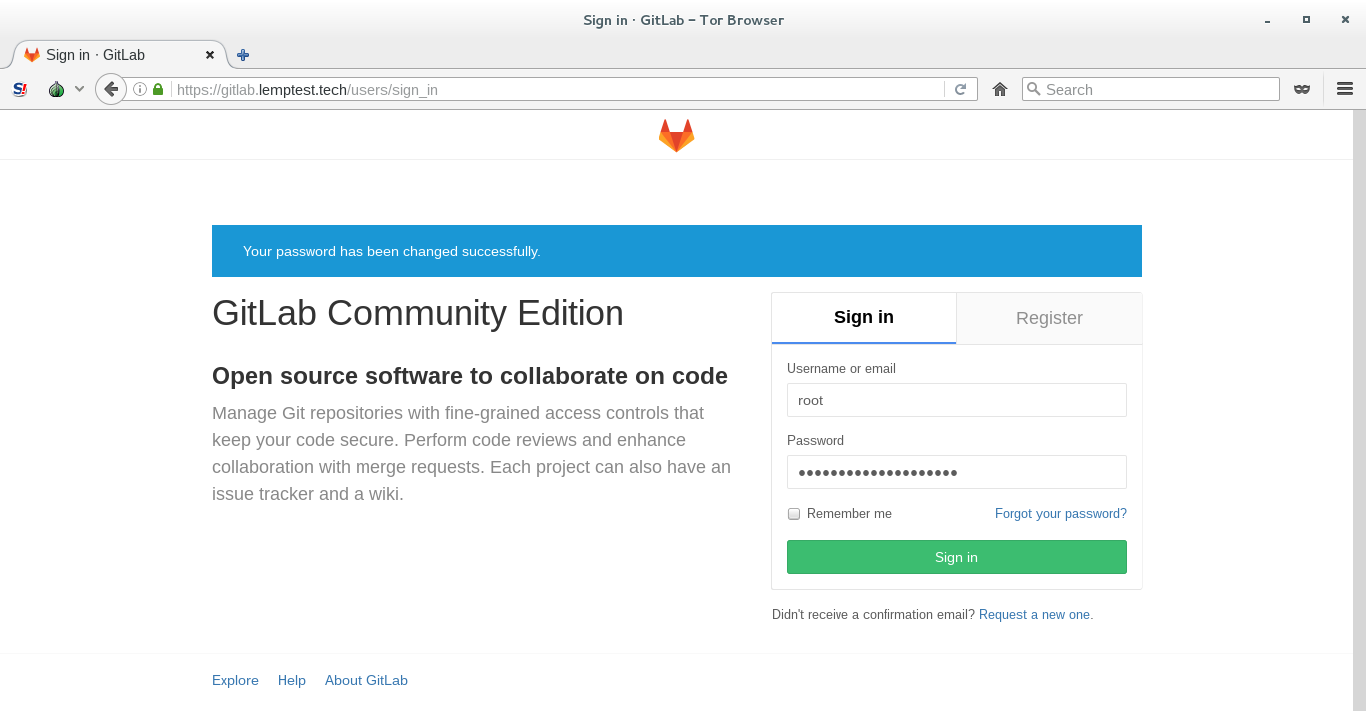 Sign in · GitLab - Tor Browser
Sign in · GitLab
S!
https://gitlab.lemptest.tech/users/sign_in
Search
Your password has been changed successfully.
GitLab Community Edition
Open source software to collaborate on code
Manage Git repositories with fine-grained access controls that
keep your code secure. Perform code reviews and enhance
collaboration with merge requests. Each project can also have an
issue tracker and a wiki.
Sign in
Register
Username or email
root
Password
●●●●●●●●●●●●●●●●●●●●
Remember me
Forgot your password?
Sign in
Didn't receive a confirmation email? Request a new one.
Explore
Help
About GitLab